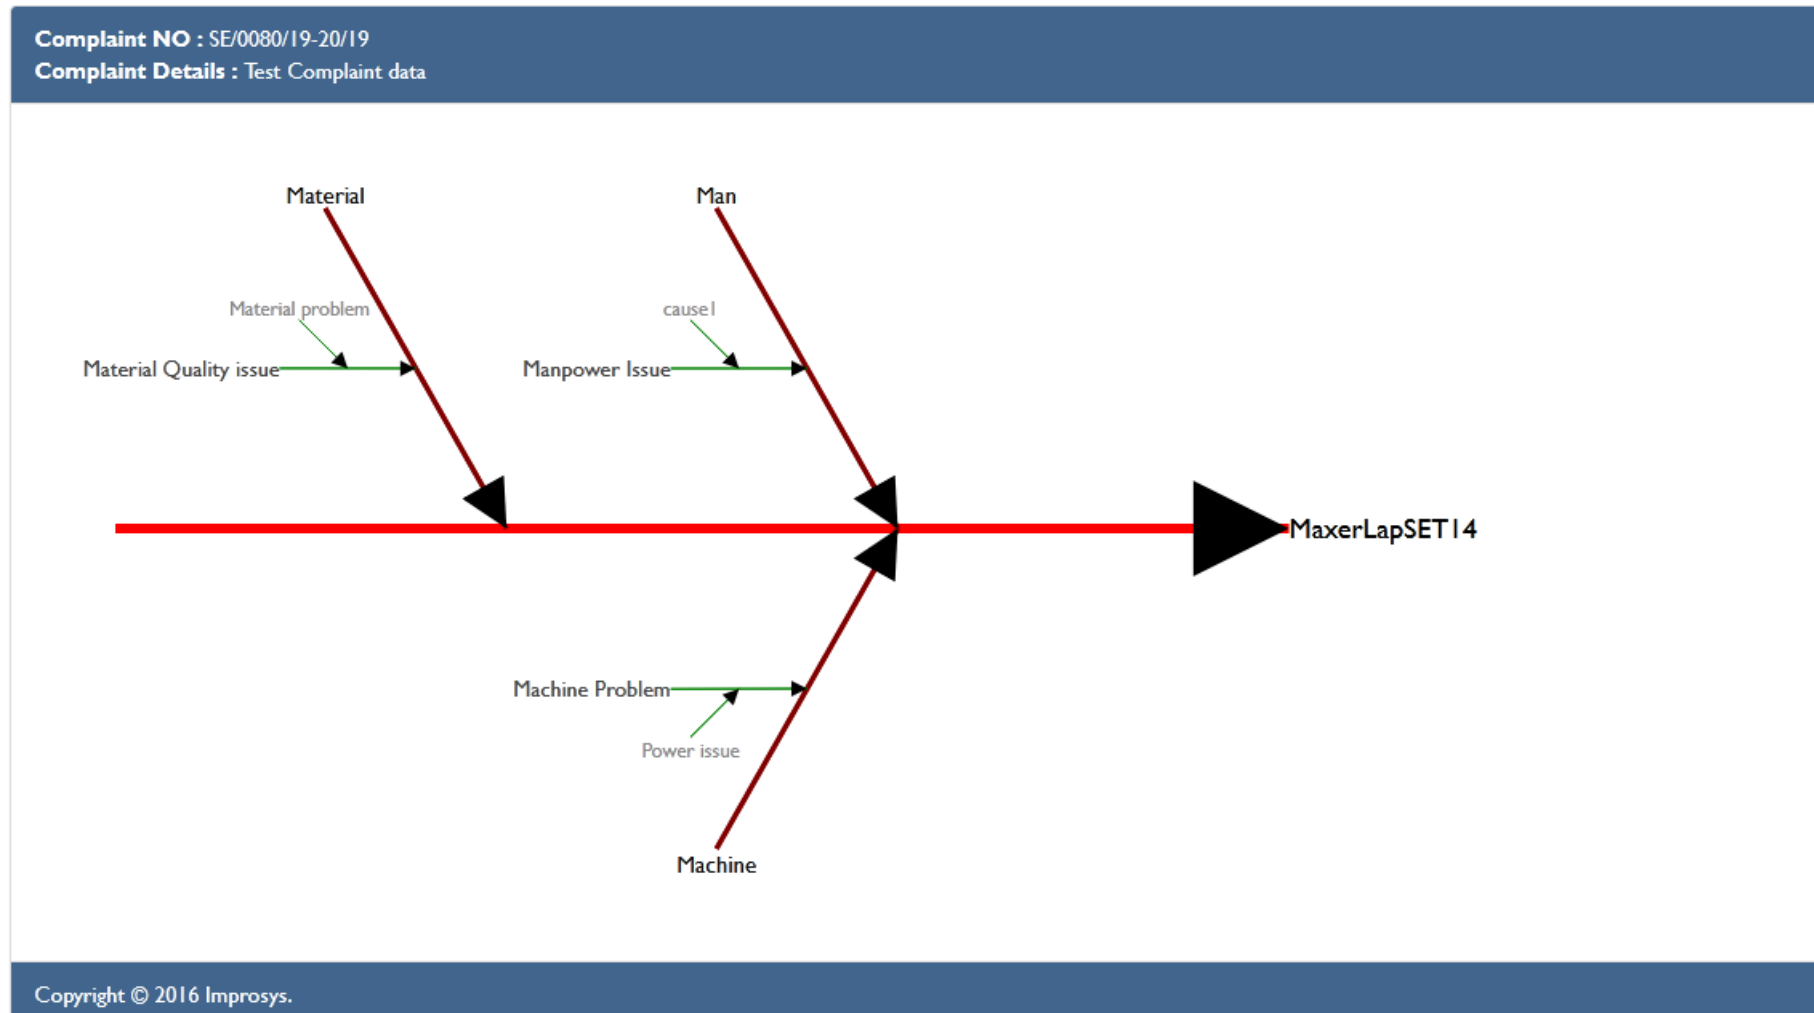 Complaint NO : SE/0080/19-20/19
Complaint Details : Test Complaint data
Material
Man
Material problem
cause1
Material Quality issue
Manpower Issue
MaxerLapSET14
Machine Problem
Power issue
Machine
Copyright © 2016 Improsys.